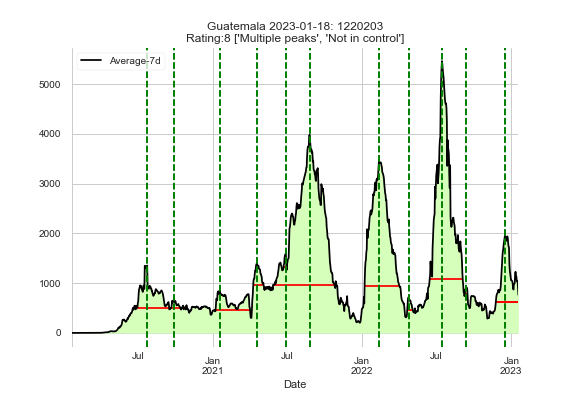 Guatemala 2023-01-18: 1220203
Rating:8 ['Multiple peaks', 'Not in control']
Average-7d
5000
4000
3000
2000
1000
0
Jul
Jan
2021
Jul
Jan
2022
Jul
Jan
2023
Date